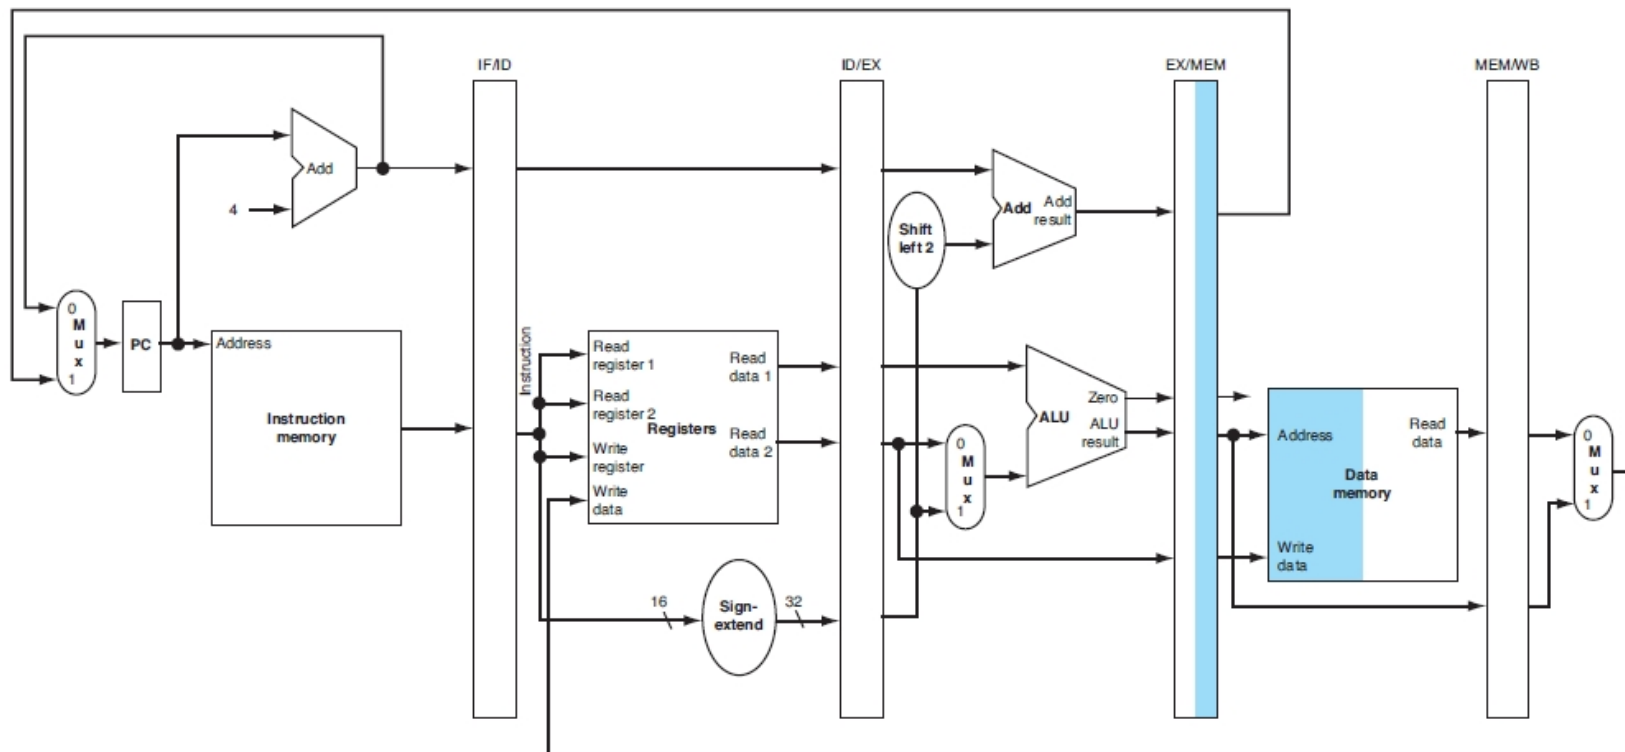 IF/ID
ID/EX
EX/MEM
MEM/WB
Add
4
Shift
left 2
Add
Add
result
0
M
u
x
1
PC
Address
Instruction
memory
Instruction
Read
register 1
Read
register 2
Write
register
Write
data
Registers
Read
data 1
Read
data 2
16
Sign-
extend
32
0
M
u
x
1
ALU
Zero
ALU
result
Address
Write
data
Data
memory
Read
data
0
M
u
x
1